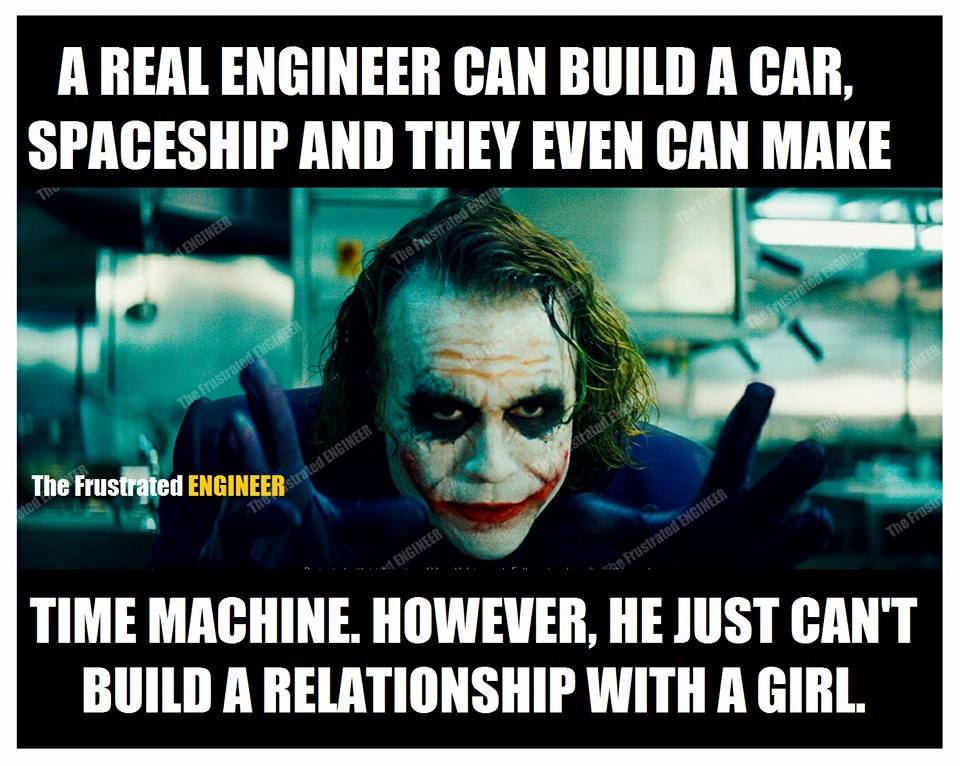 A REAL ENGINEER CAN BUILD A CAR,
SPACESHIP AND THEY EVEN CAN MAKE
The Frustrated ENGINEER
TIME MACHINE. HOWEVER, HE JUST CAN'T
BUILD A RELATIONSHIP WITH A GIRL.